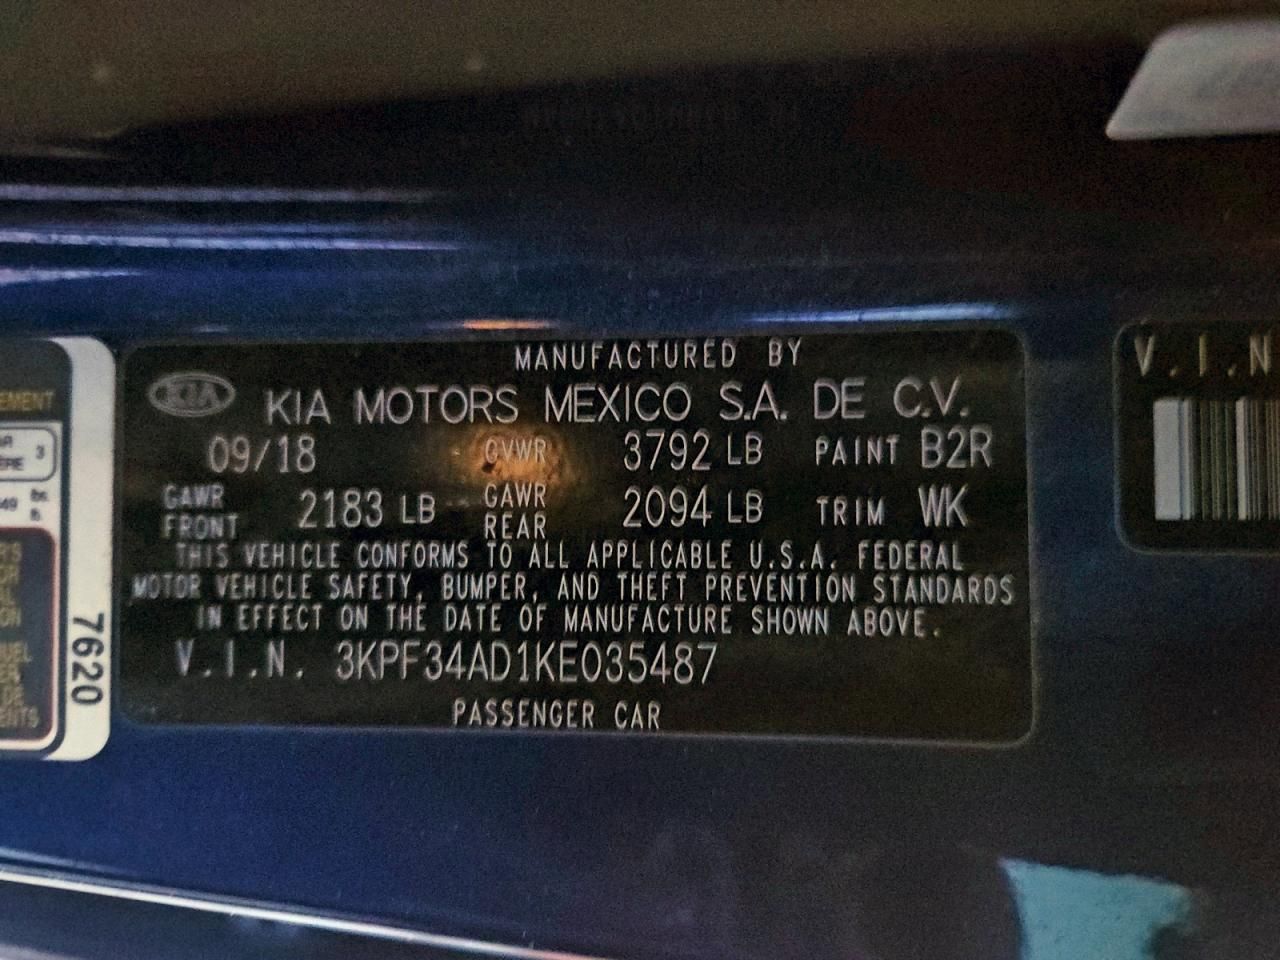 MANUFACTURED BY
KIA KIA MOTORS MEXICO S.A. DE C.V.
09/18 GVWR 3792 LB PAINT B2R
GAWR FRONT 2183 LB GAWR REAR 2094 LB TRIM WK
THIS VEHICLE CONFORMS TO ALL APPLICABLE U.S.A. FEDERAL
MOTOR VEHICLE SAFETY, BUMPER, AND THEFT PREVENTION STANDARDS
IN EFFECT ON THE DATE OF MANUFACTURE SHOWN ABOVE.
V.I.N. 3KPF34AD1KE035487
PASSENGER CAR
7620
V.I.N